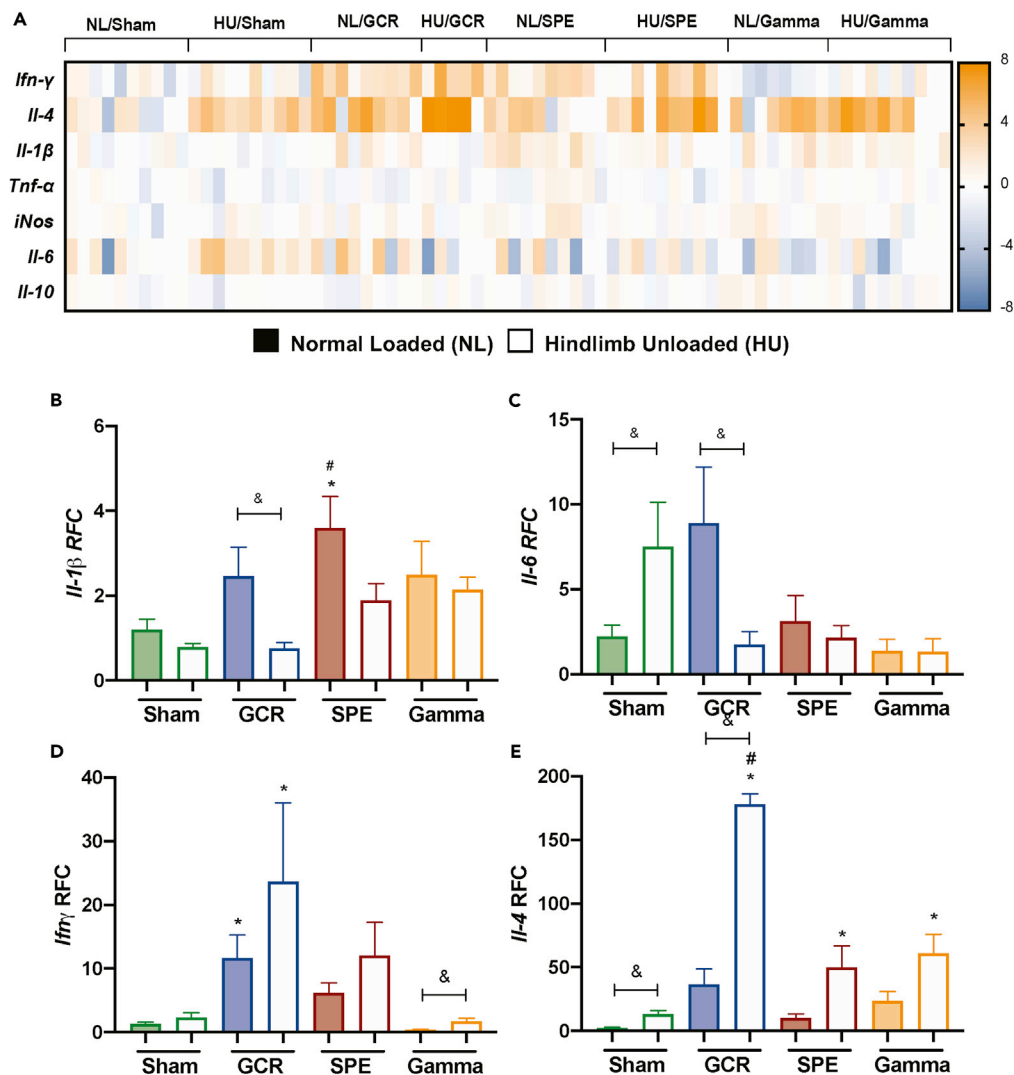 A
NL/Sham HU/Sham NL/GCR HU/GCR NL/SPE HU/SPE NL/Gamma HU/Gamma
Ifn-γ
Il-4
Il-1β
Tnf-α
iNos
Il-6
Il-10
8
4
0
-4
-8
Normal Loaded (NL) Hindlimb Unloaded (HU)
B
Il-1β RFC
6
4
2
0
&
#
*
Sham GCR SPE Gamma
C
Il-6 RFC
15
10
5
0
&
&
Sham GCR SPE Gamma
D
Ifnγ RFC
40
30
20
10
0
*
*
&
Sham GCR SPE Gamma
E
Il-4 RFC
200
150
100
50
0
&
&
#
*
*
*
Sham GCR SPE Gamma